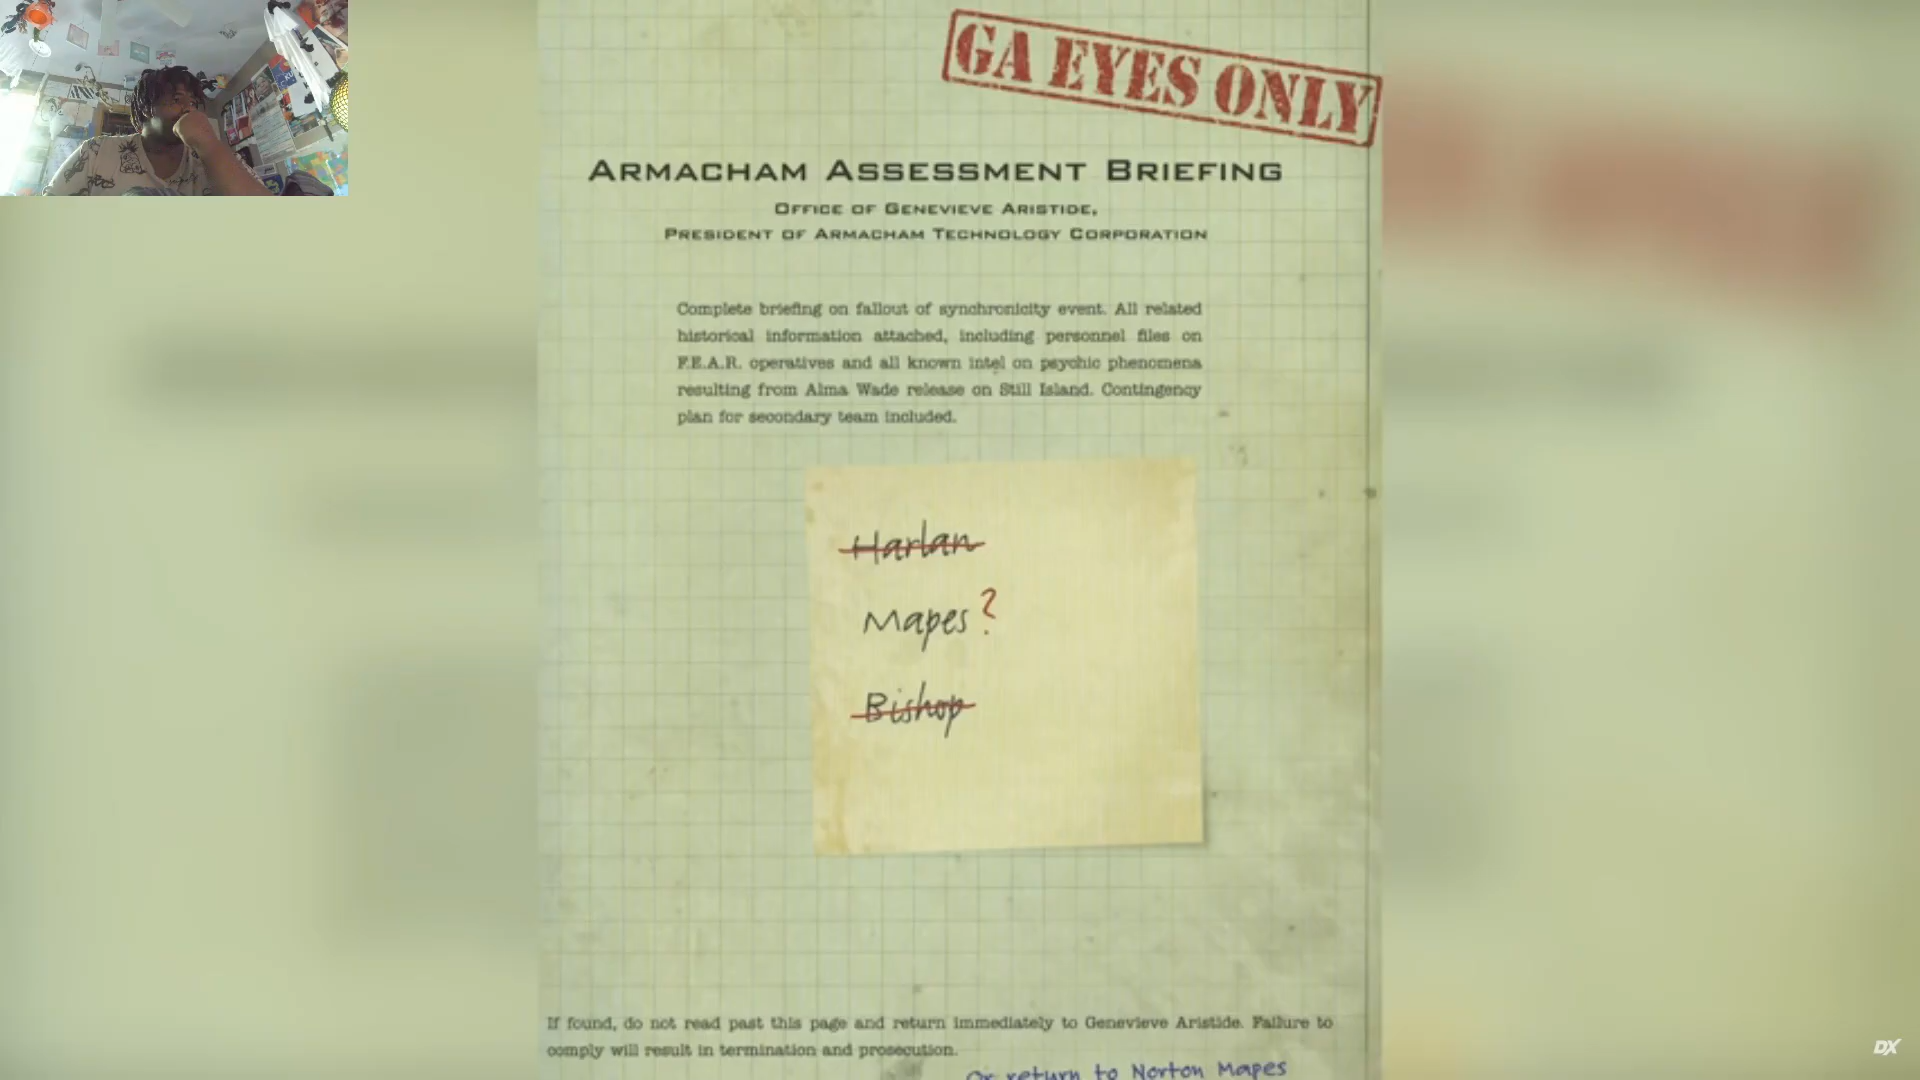 GA EYES ONLY
ARMACHAM ASSESSMENT BRIEFING
OFFICE OF GENEVIEVE ARISTIDE,
PRESIDENT OF ARMACHAM TECHNOLOGY CORPORATION
Complete briefing on fallout of synchronicity event. All related
historical information attached, including personnel files on
F.E.A.R. operatives and all known intel on psychic phenomena
resulting from Alma Wade release on Still Island. Contingency
plan for secondary team included.
Harlan
Mapes?
Bishop
If found, do not read past this page and return immediately to Genevieve Aristide. Failure to
comply will result in termination and prosecution.
Or return to Norton Mapes
DX